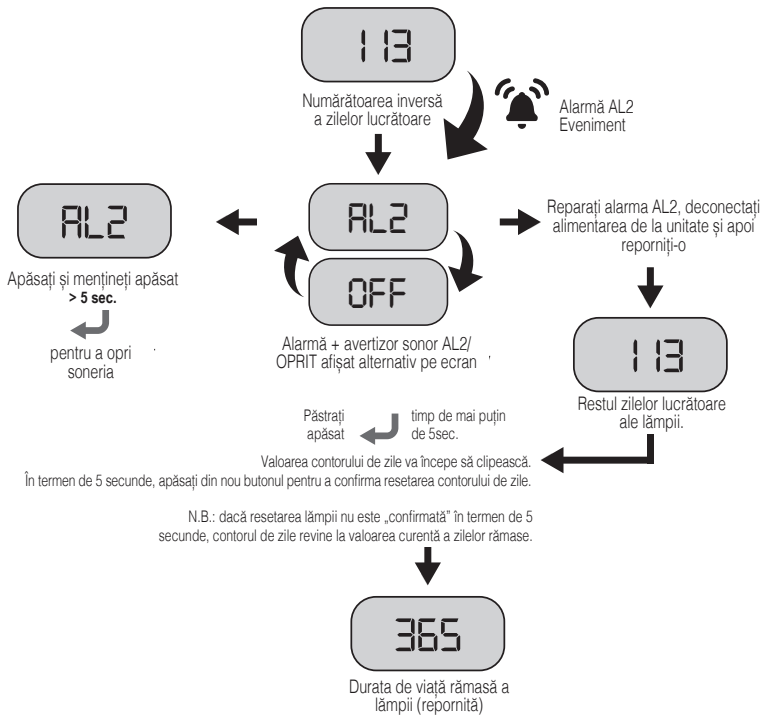 113
Numărătoarea inversă
a zilelor lucrătoare
Alarmă AL2
Eveniment
AL2
Apăsați și mențineți apăsat
> 5 sec.
pentru a opri
soneria
AL2
OFF
Alarmă + avertizor sonor AL2/
OPRIT afișat alternativ pe ecran
Reparați alarma AL2, deconectați
alimentarea de la unitate și apoi
reporniți-o
113
Restul zilelor lucrătoare
ale lămpii.
Păstrați
apăsat
timp de mai puțin
de 5sec.
Valoarea contorului de zile va începe să clipească.
În termen de 5 secunde, apăsați din nou butonul pentru a confirma resetarea contorului de zile.
N.B.: dacă resetarea lămpii nu este „confirmată” în termen de 5
secunde, contorul de zile revine la valoarea curentă a zilelor rămase.
365
Durata de viață rămasă a
lămpii (repornită)